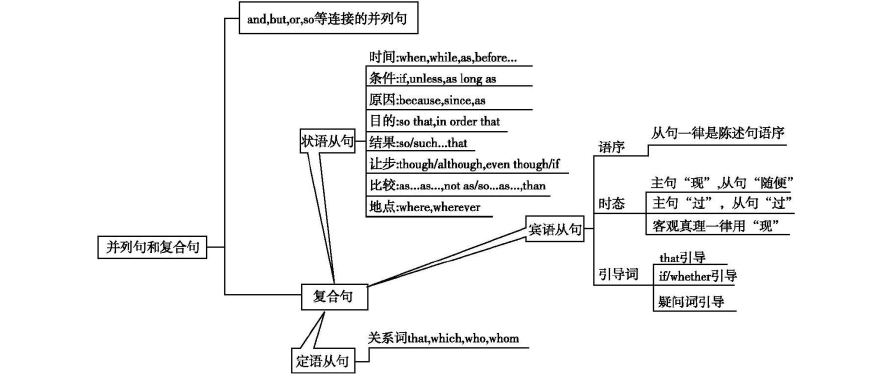 and,but,or,so等连接的并列句
时间:when,while,as,before...
条件:if,unless,as long as
原因:because,since,as
目的:so that,in order that
状语从句
结果:so/such...that
让步:though/although,even though/if
比较:as...as...,not as/so...as...,than
地点:where,wherever
从句一律是陈述句语序
语序
主句“现”,从句“随便”
时态
主句“过”，从句“过”
客观真理一律用“现”
宾语从句
that引导
引导词
if/whether引导
疑问词引导
并列句和复合句
复合句
关系词that,which,who,whom
定语从句